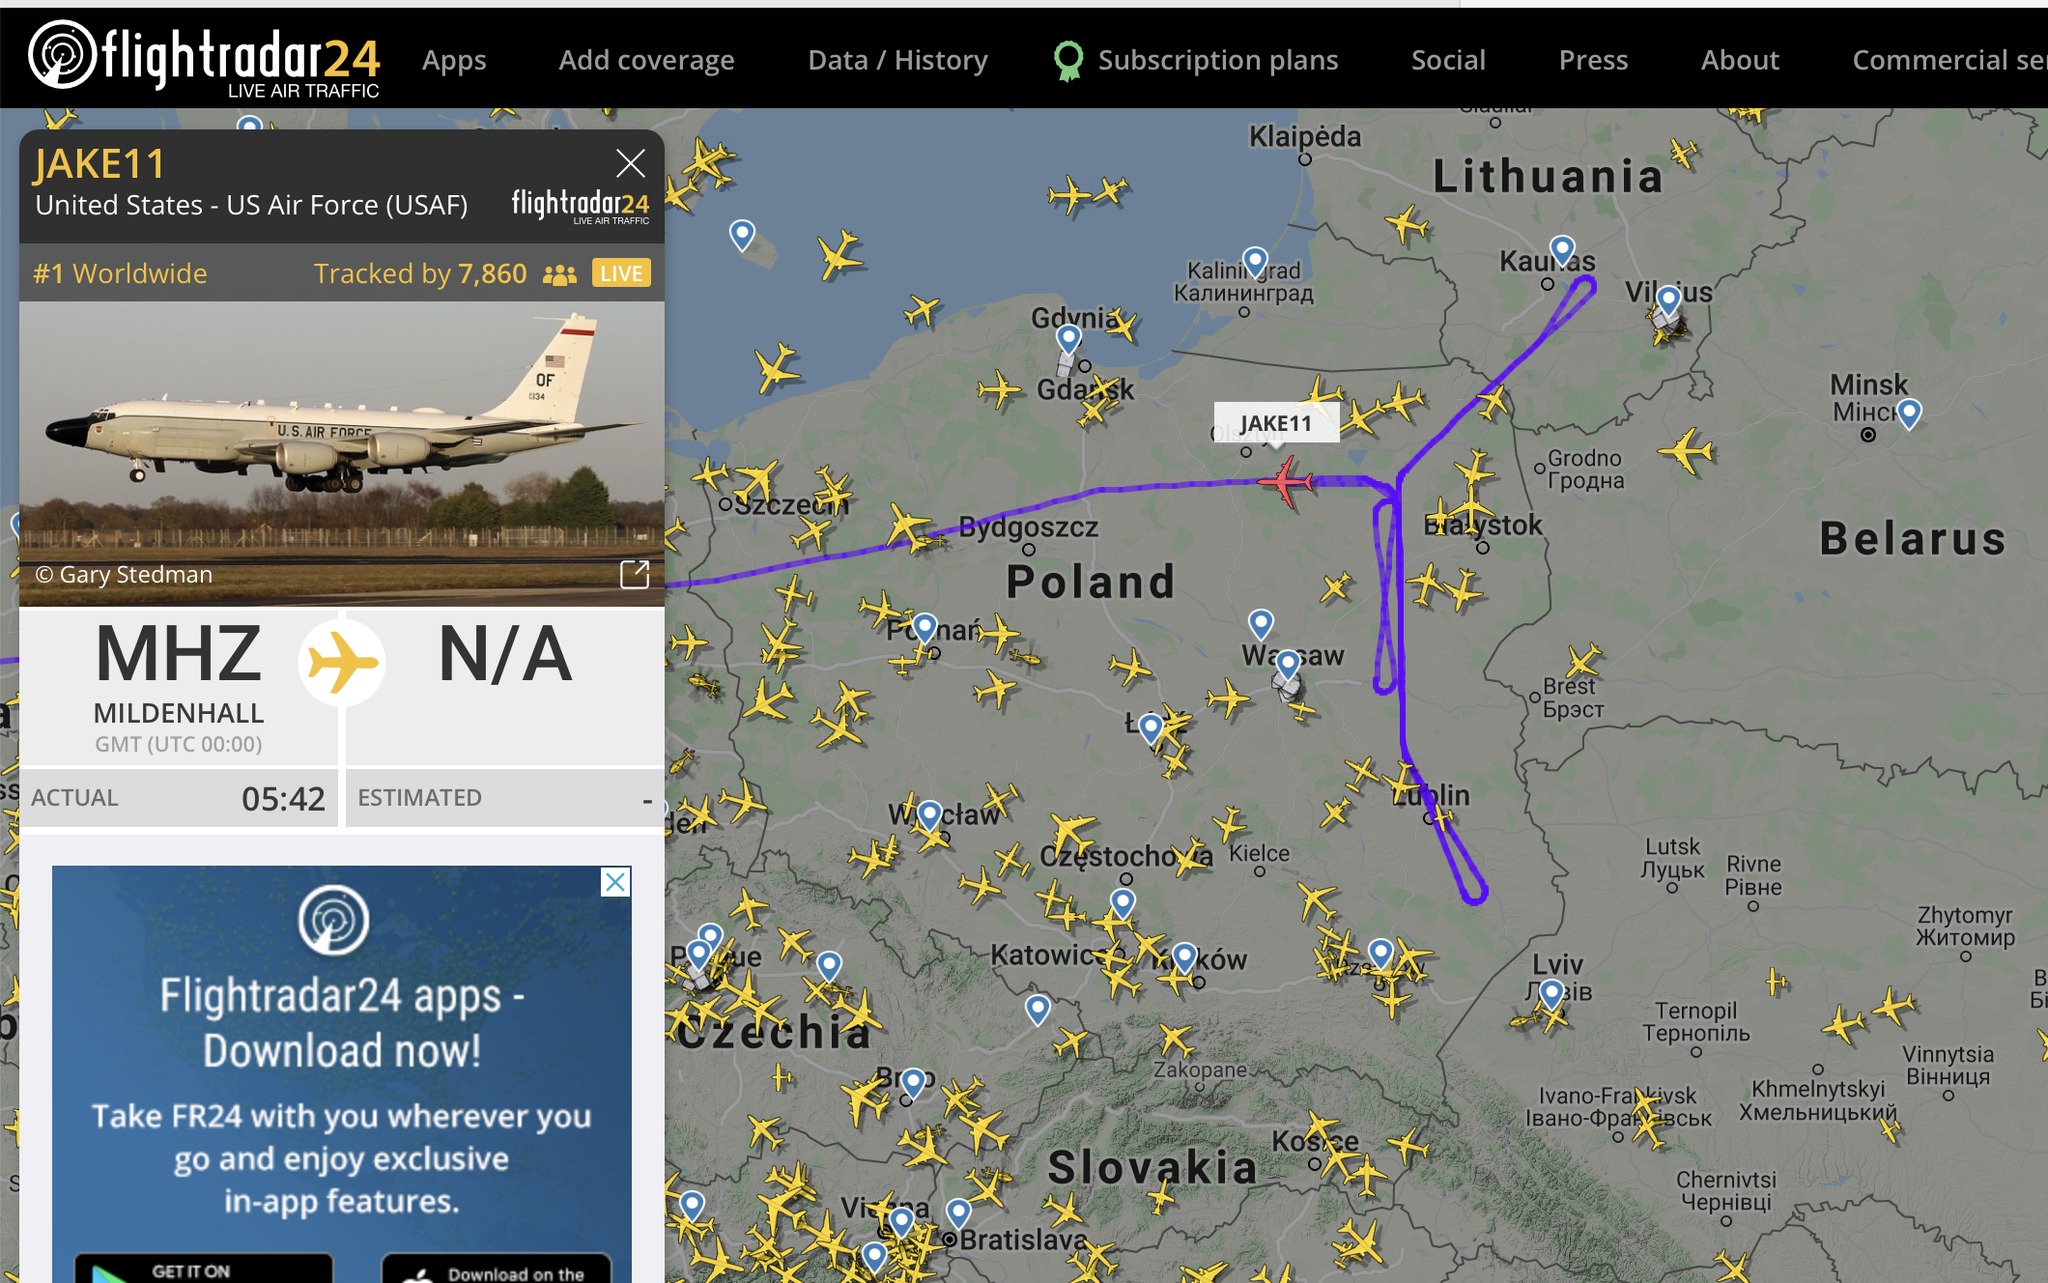 flightradar24
LIVE AIR TRAFFIC
Apps
Add coverage
Data / History
Subscription plans
Social
Press
About
JAKE11
United States - US Air Force (USAF)
flightradar24
LIVE AIR TRAFFIC
#1 Worldwide
Tracked by 7,860
LIVE
OF
U.S. AIR FORCE
© Gary Stedman
MHZ
N/A
MILDENHALL
GMT (UTC 00:00)
ACTUAL
05:42
ESTIMATED
-
Flightradar24 apps -
Download now!
Take FR24 with you wherever you
go and enjoy exclusive
in-app features.
GET IT ON
Download on the
Klaipėda
Lithuania
Kaunas
Vilnius
Kaliningrad
Калининград
Gdynia
Gdańsk
Minsk
Мінск
JAKE11
Olsztyn
Grodno
Гродна
Szczecin
Bydgoszcz
Białystok
Belarus
Poland
Poznań
Warsaw
Brest
Брэст
Łódź
Lublin
Wrocław
Częstochowa
Kielce
Lutsk
Луцьк
Rivne
Рівне
Zhytomyr
Житомир
Prague
Katowice
Kraków
Lviv
Львів
Czechia
Ternopil
Тернопіль
Vinnytsia
Вінниця
Zakopane
Brno
Khmelnytskyi
Хмельницький
Ivano-Frankivsk
Івано-Франківськ
Kosice
Slovakia
Chernivtsi
Чернівці
Vienna
Bratislava